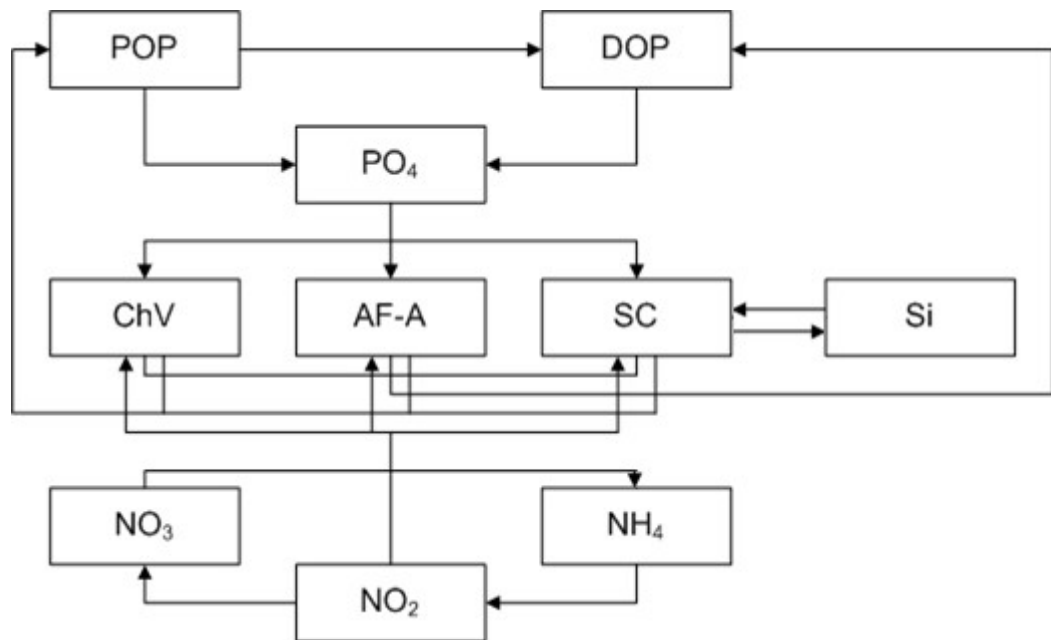 POP
DOP
PO₄
ChV
AF-A
SC
Si
NO₃
NH₄
NO₂